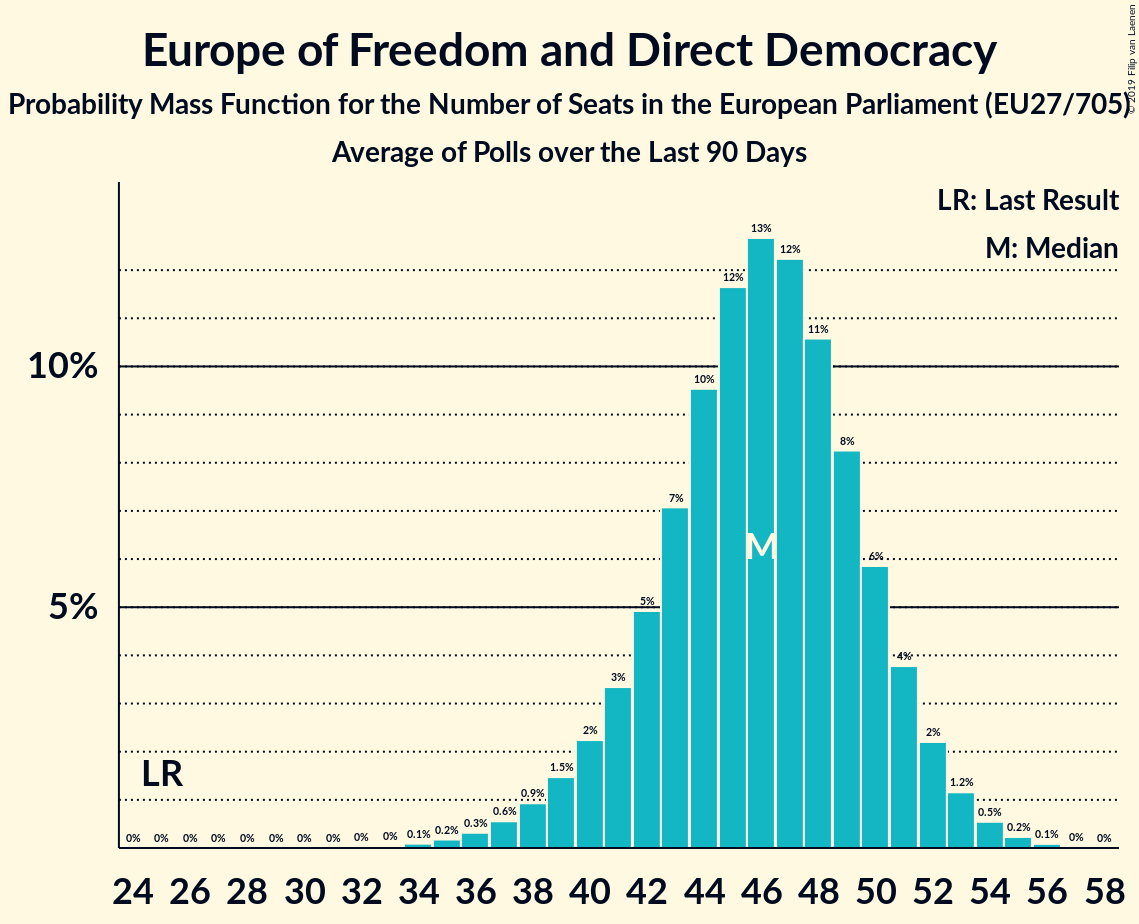 Europe of Freedom and Direct Democracy
Probability Mass Function for the Number of Seats in the European Parliament (EU27/705)
Average of Polls over the Last 90 Days
© 2019 Filip van Laenen
LR: Last Result
M: Median
10%
5%
LR
M
0% 0% 0% 0% 0% 0% 0% 0% 0% 0% 0.1% 0.2% 0.3% 0.6% 0.9% 1.5% 2% 3% 5% 7% 10% 12% 13% 12% 11% 8% 6% 4% 2% 1.2% 0.5% 0.2% 0.1% 0% 0%
24 26 28 30 32 34 36 38 40 42 44 46 48 50 52 54 56 58